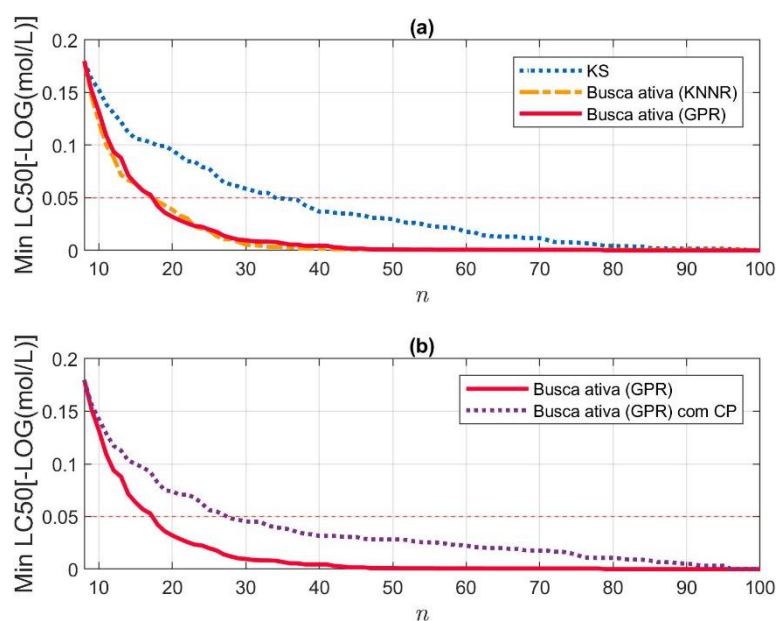 (a)
Min LC50[-LOG(mol/L)]
0.2
0.15
0.1
0.05
0
KS
Busca ativa (KNNR)
Busca ativa (GPR)
10 20 30 40 50 60 70 80 90 100
n
(b)
Min LC50[-LOG(mol/L)]
0.2
0.15
0.1
0.05
0
Busca ativa (GPR)
Busca ativa (GPR) com CP
10 20 30 40 50 60 70 80 90 100
n